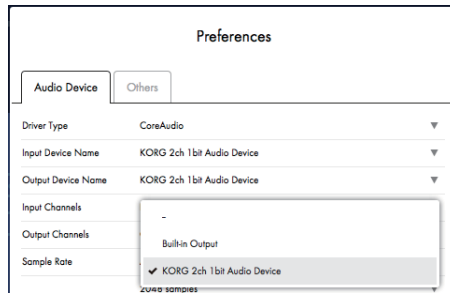 Preferences
Audio Device
Others
Driver Type
CoreAudio
Input Device Name
KORG 2ch 1bit Audio Device
Output Device Name
KORG 2ch 1bit Audio Device
Input Channels
–
Output Channels
Built-in Output
Sample Rate
✔ KORG 2ch 1bit Audio Device
2048 samples